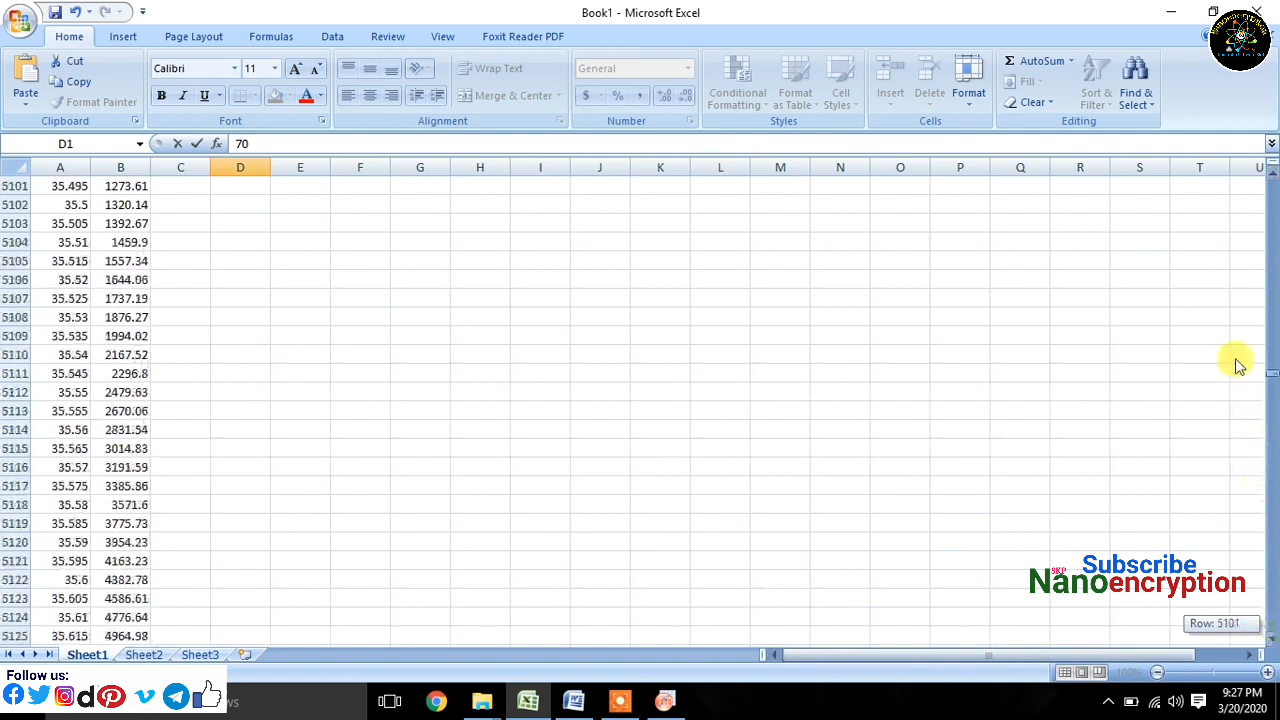 Book1 - Microsoft Excel
Home Insert Page Layout Formulas Data Review View Foxit Reader PDF
Paste Cut Copy Format Painter Clipboard
Calibri 11 A A B I U A Font
Wrap Text Merge & Center Alignment
General $ % , Number
Conditional Formatting Format as Table Cell Styles Styles
Insert Delete Format Cells
Σ AutoSum Fill Clear Sort & Filter Find & Select Editing
D1 fx 70
A B C D E F G H I J K L M N O P Q R S T U
5101 35.495 1273.61
5102 35.5 1320.14
5103 35.505 1392.67
5104 35.51 1459.9
5105 35.515 1557.34
5106 35.52 1644.06
5107 35.525 1737.19
5108 35.53 1876.27
5109 35.535 1994.02
5110 35.54 2167.52
5111 35.545 2296.8
5112 35.55 2479.63
5113 35.555 2670.06
5114 35.56 2831.54
5115 35.565 3014.83
5116 35.57 3191.59
5117 35.575 3385.86
5118 35.58 3571.6
5119 35.585 3775.73
5120 35.59 3954.23
5121 35.595 4163.23
5122 35.6 4382.78
5123 35.605 4586.61
5124 35.61 4776.64
5125 35.615 4964.98
Subscribe
SKP
Nanoencryption
Row: 5101
Sheet1 Sheet2 Sheet3
100%
Follow us:
9:27 PM
3/20/2020